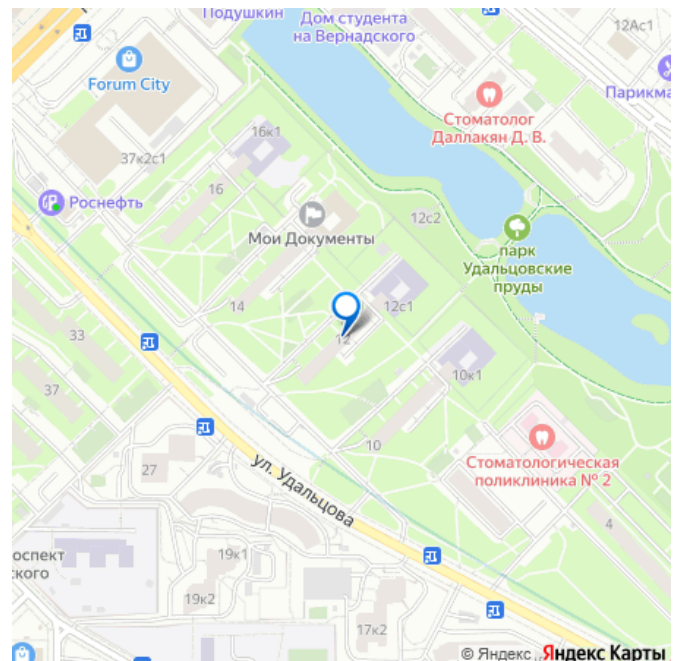 Подушкин
Дом студента
на Вернадского
12Ас1
Forum City
Стоматолог
Даллакян Д. В.
Парикма
16к1
37к2с1
16
Роснефть
Мои Документы
12с2
парк
Удальцовские
пруды
14
12с1
12
33
37
10к1
10
Стоматологическая
поликлиника № 2
27
ул. Удальцова
4
оспект
ского
19к1
19к2
17к2
© Яндекс Яндекс Карты